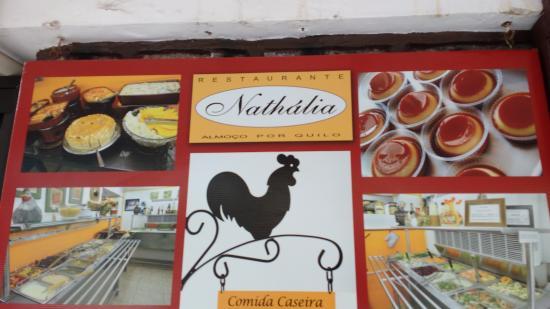 RESTAURANTE
Nathália
ALMOÇO POR QUILO
Comida Caseira